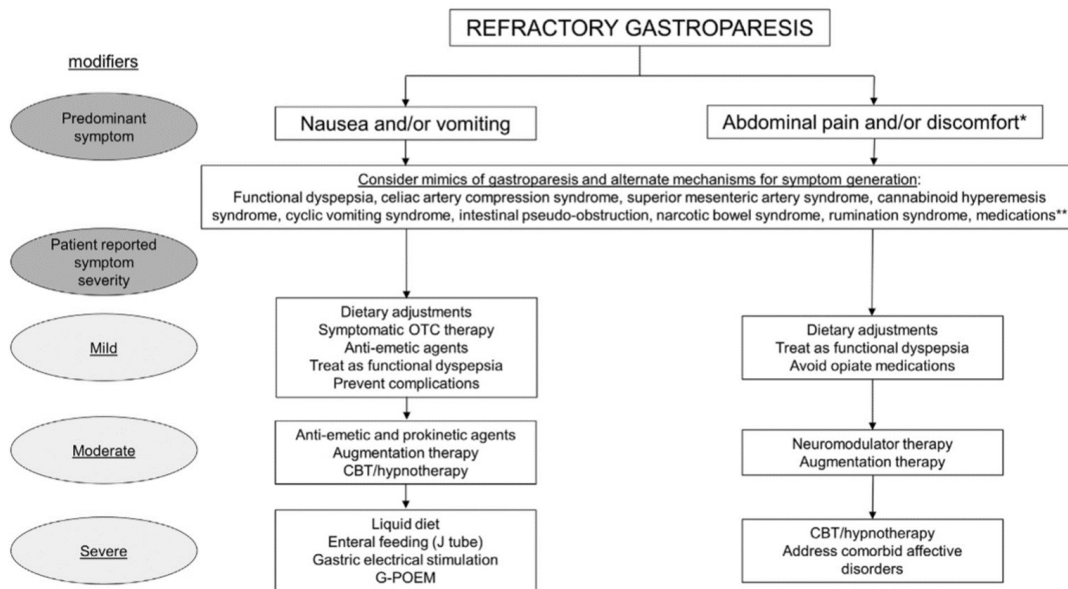 REFRACTORY GASTROPARESIS
modifiers
Predominant
symptom
Nausea and/or vomiting
Abdominal pain and/or discomfort*
Consider mimics of gastroparesis and alternate mechanisms for symptom generation:
Functional dyspepsia, celiac artery compression syndrome, superior mesenteric artery syndrome, cannabinoid hyperemesis
syndrome, cyclic vomiting syndrome, intestinal pseudo-obstruction, narcotic bowel syndrome, rumination syndrome, medications**
Patient reported
symptom
severity
Mild
Dietary adjustments
Symptomatic OTC therapy
Anti-emetic agents
Treat as functional dyspepsia
Prevent complications
Dietary adjustments
Treat as functional dyspepsia
Avoid opiate medications
Moderate
Anti-emetic and prokinetic agents
Augmentation therapy
CBT/hypnotherapy
Neuromodulator therapy
Augmentation therapy
Severe
Liquid diet
Enteral feeding (J tube)
Gastric electrical stimulation
G-POEM
CBT/hypnotherapy
Address comorbid affective
disorders